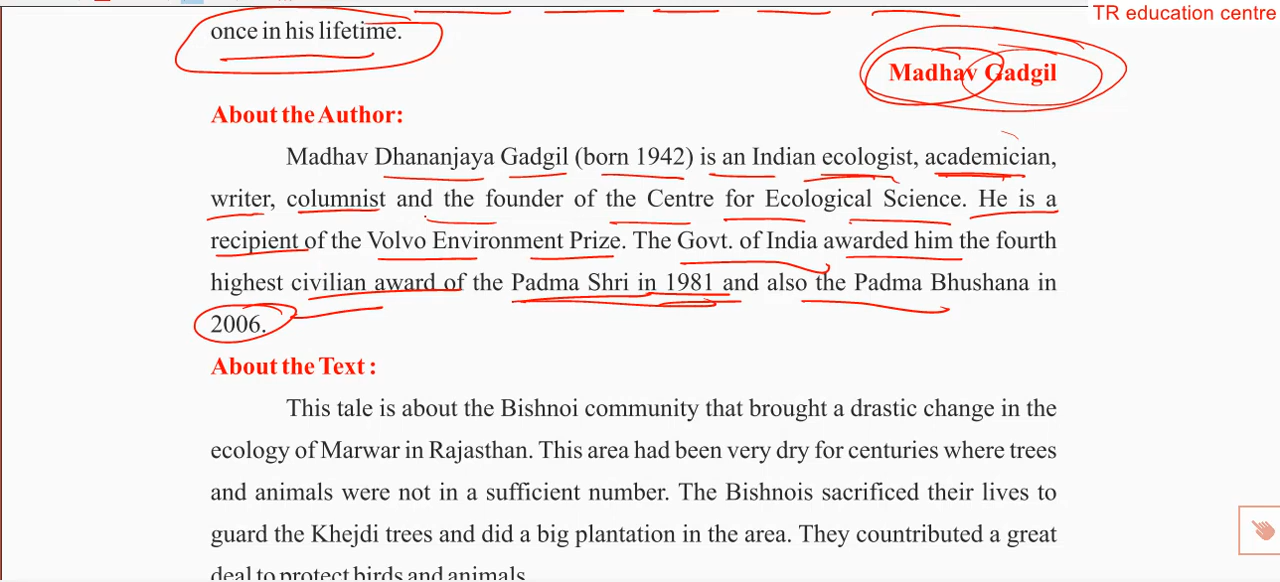 TR education centre
once in his lifetime.
Madhav Gadgil
About the Author:
Madhav Dhananjaya Gadgil (born 1942) is an Indian ecologist, academician,
writer, columnist and the founder of the Centre for Ecological Science. He is a
recipient of the Volvo Environment Prize. The Govt. of India awarded him the fourth
highest civilian award of the Padma Shri in 1981 and also the Padma Bhushana in
2006.
About the Text :
This tale is about the Bishnoi community that brought a drastic change in the
ecology of Marwar in Rajasthan. This area had been very dry for centuries where trees
and animals were not in a sufficient number. The Bishnois sacrificed their lives to
guard the Khejdi trees and did a big plantation in the area. They countributed a great
deal to protect birds and animals.